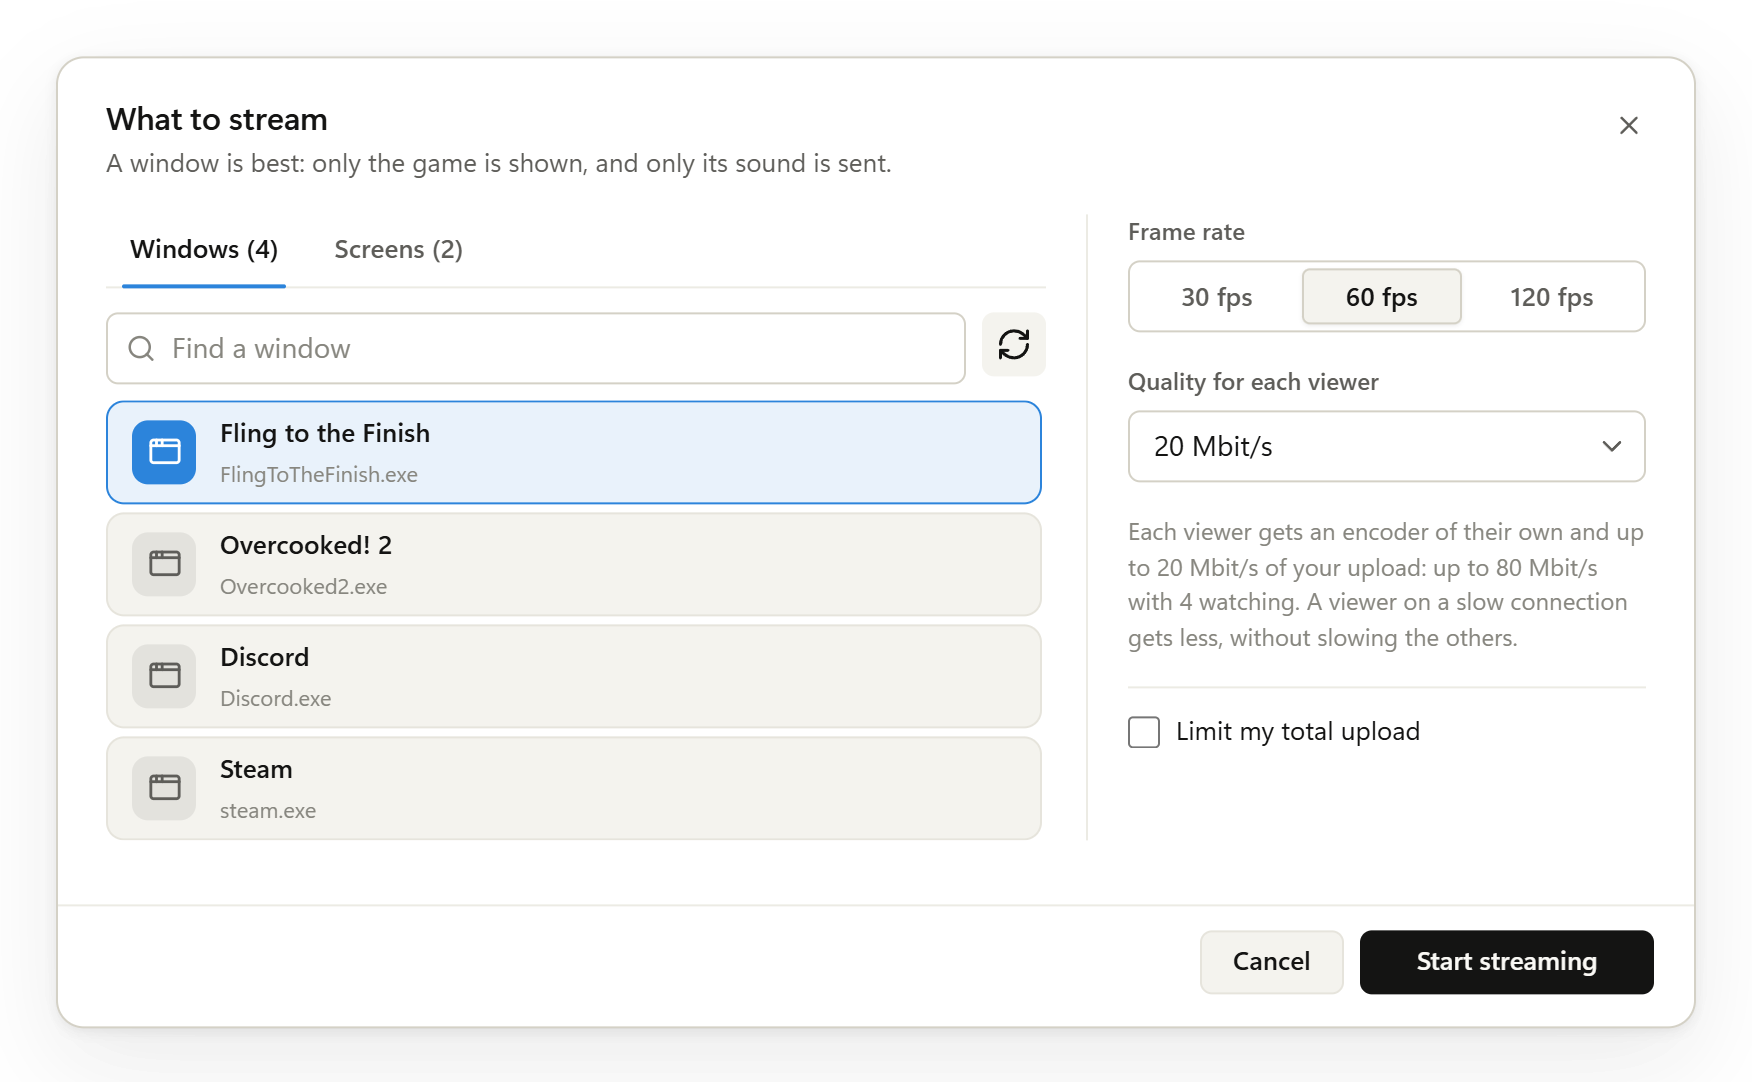 What to stream
A window is best: only the game is shown, and only its sound is sent.
Windows (4)
Screens (2)
Find a window
Fling to the Finish
FlingToTheFinish.exe
Overcooked! 2
Overcooked2.exe
Discord
Discord.exe
Steam
steam.exe
Frame rate
30 fps
60 fps
120 fps
Quality for each viewer
20 Mbit/s
Each viewer gets an encoder of their own and up
to 20 Mbit/s of your upload: up to 80 Mbit/s
with 4 watching. A viewer on a slow connection
gets less, without slowing the others.
Limit my total upload
Cancel
Start streaming